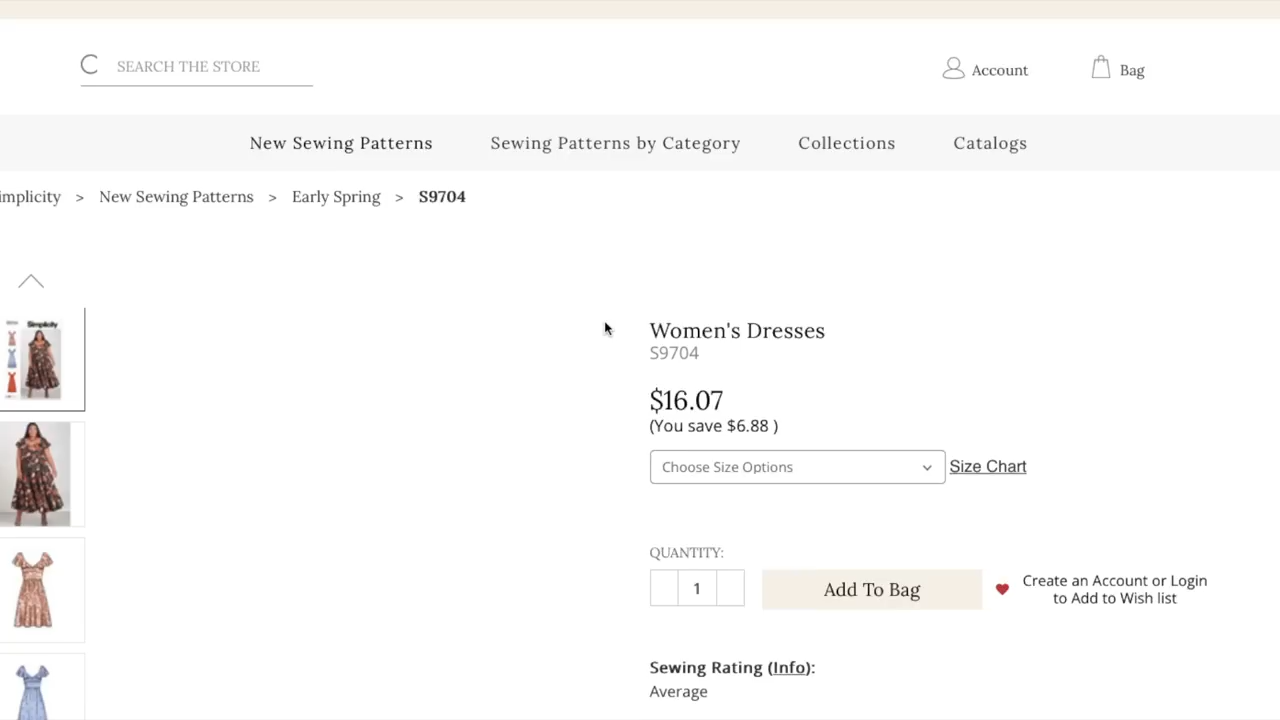 SEARCH THE STORE
Account
Bag
New Sewing Patterns
Sewing Patterns by Category
Collections
Catalogs
implicity > New Sewing Patterns > Early Spring > S9704
Simplicity
Women's Dresses
S9704
$16.07
(You save $6.88 )
Choose Size Options
Size Chart
QUANTITY:
1
Add To Bag
Create an Account or Login
to Add to Wish list
Sewing Rating (Info):
Average